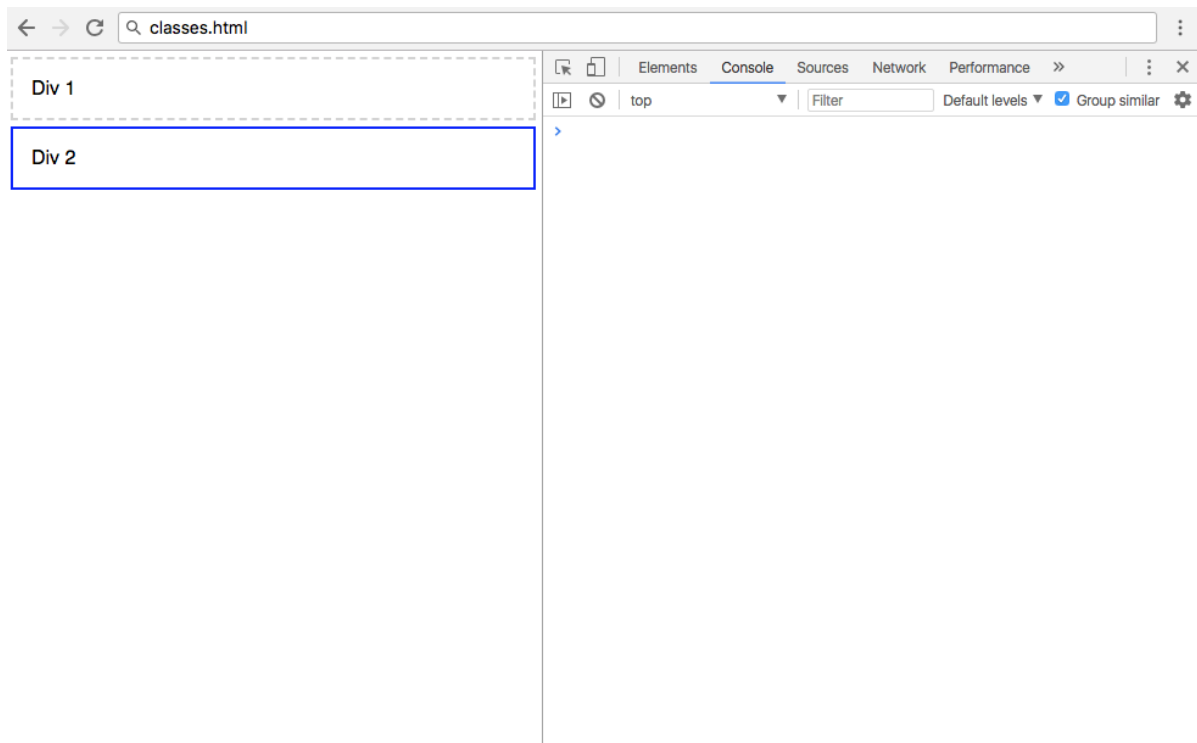 classes.html
Div 1
Div 2
Elements Console Sources Network Performance »
top Filter Default levels Group similar